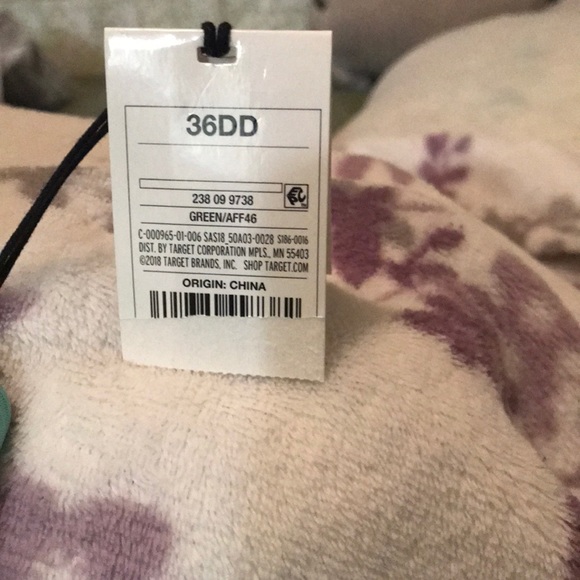 36DD
238 09 9738
GREEN/AFF46
C-000965-01-006 SAS18_50A03-0028 S186-0016
DIST. BY TARGET CORPORATION MPLS., MN 55403
©2018 TARGET BRANDS, INC. SHOP TARGET.COM
ORIGIN: CHINA